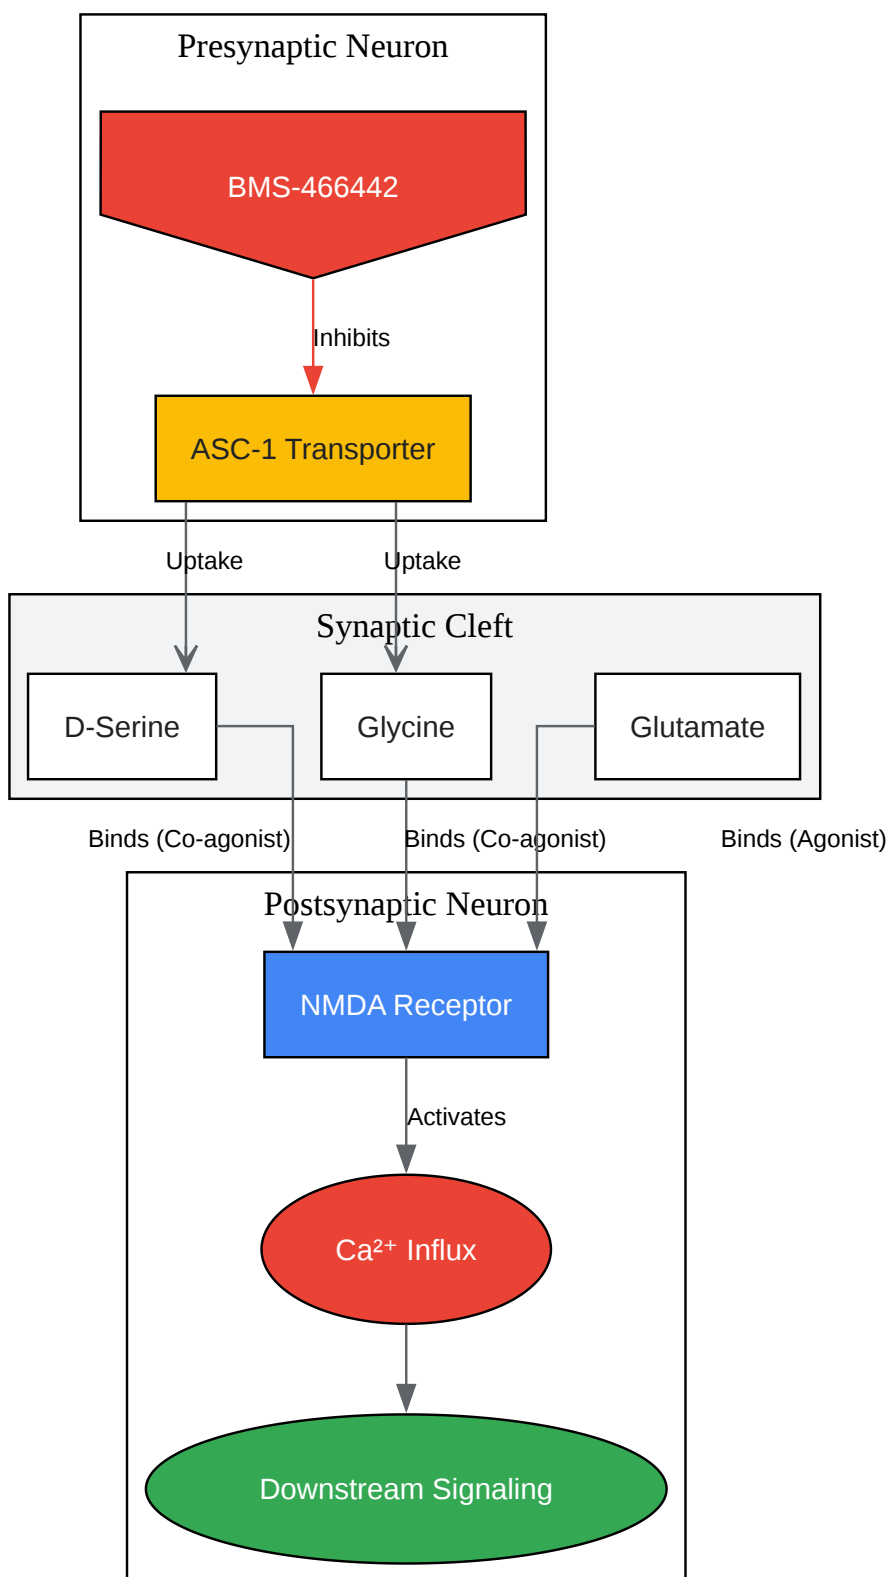 Presynaptic Neuron
BMS-466442
Inhibits
ASC-1 Transporter
Uptake
Uptake
Synaptic Cleft
D-Serine
Glycine
Glutamate
Binds (Co-agonist)
Binds (Co-agonist)
Binds (Agonist)
Postsynaptic Neuron
NMDA Receptor
Activates
Ca²⁺ Influx
Downstream Signaling